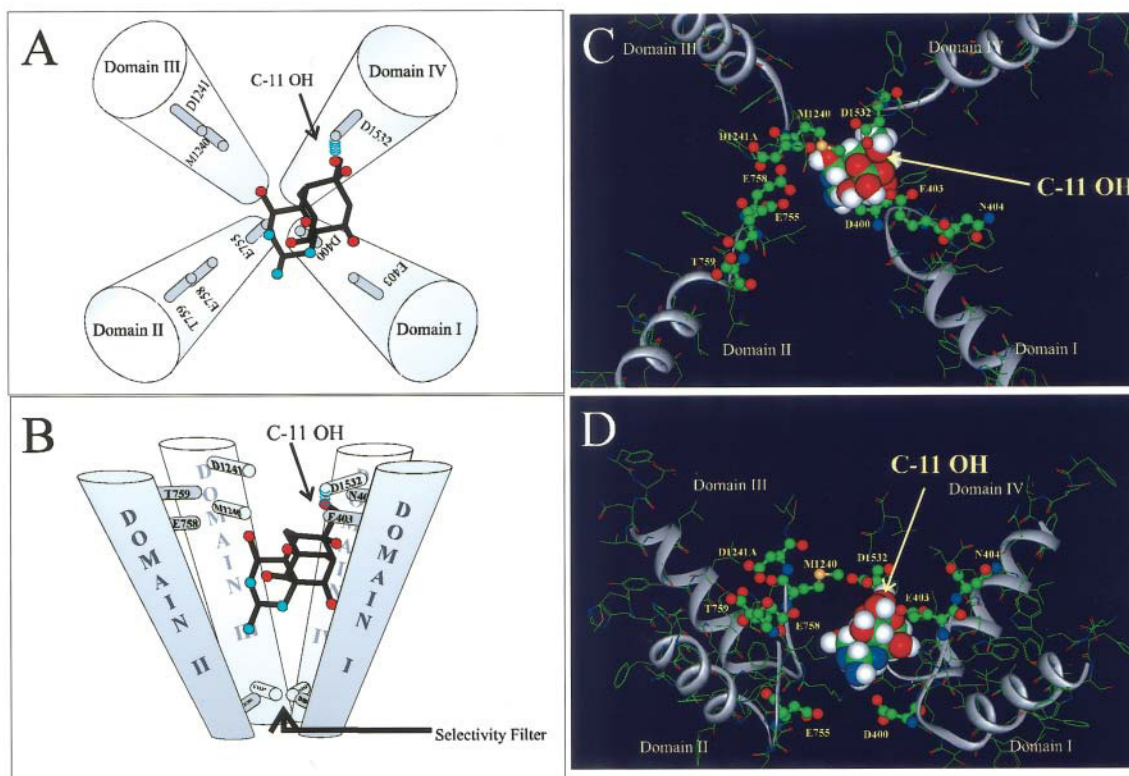 A
Domain III
Domain IV
C-11 OH
D1241
M1240
D1532
E755
D400
E758
T759
E403
Domain II
Domain I
B
C-11 OH
D1241
D1532
T759
E758
M1240
E403
DOMAIN II
DOMAIN III
DOMAIN I
Selectivity Filter
C
Domain III
Domain IV
M1240
D1532
D1241A
E758
E403
C-11 OH
E755
N404
D400
T759
Domain II
Domain I
D
C-11 OH
Domain III
Domain IV
D1241A
M1240
D1532
N404
T759
E403
E758
Domain II
E755
D400
Domain I